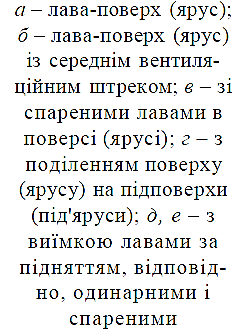 а – лава-поверх (ярус);
б – лава-поверх (ярус)
із середнім вентиля-
ційним штреком; в – зі
спареними лавами в
поверсі (ярусі); г – з
поділенням поверху
(ярусу) на підповерхи
(під'яруси); д, е – з
виїмкою лавами за
підняттям, відповід-
но, одинарними і
спареними